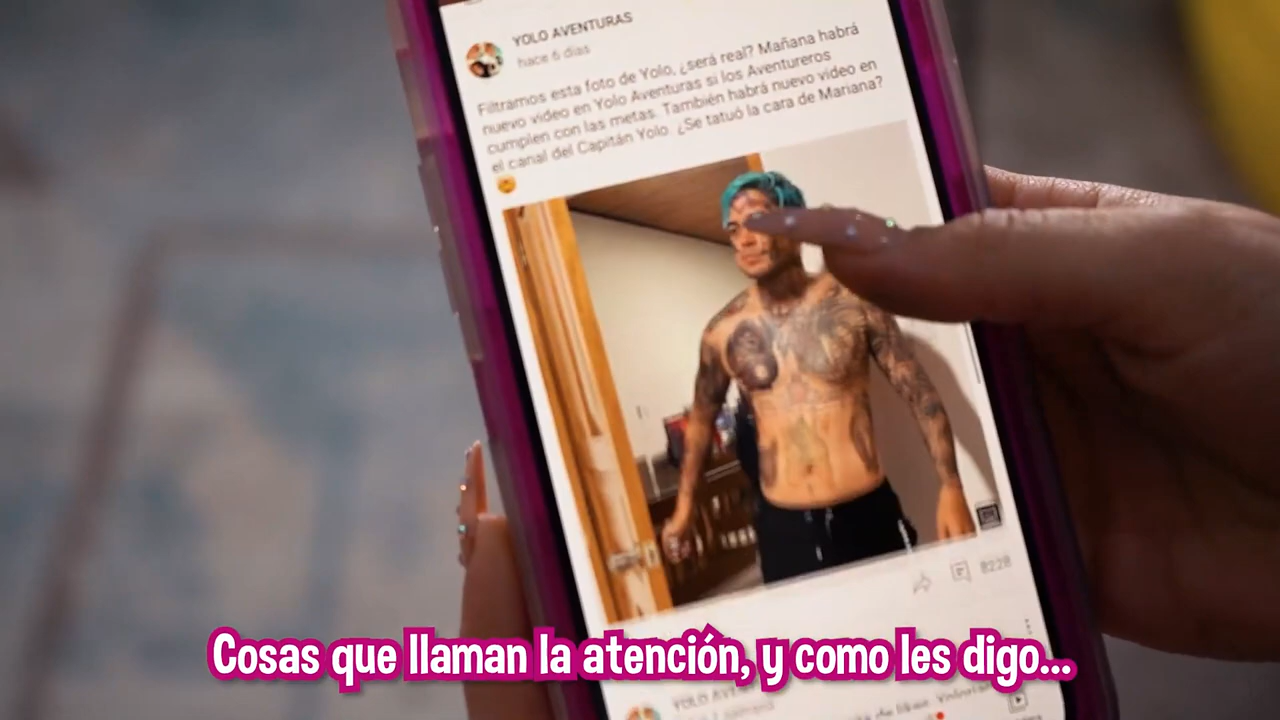 YOLO AVENTURAS
hace 6 días
Filtramos esta foto de Yolo, ¿será real? Mañana habrá
nuevo video en Yolo Aventuras si los Aventureros
cumplen con las metas. También habrá nuevo video en
el canal del Capitán Yolo. ¿Se tatuó la cara de Mariana?
8228
Cosas que llaman la atención, y como les digo...
YOLO